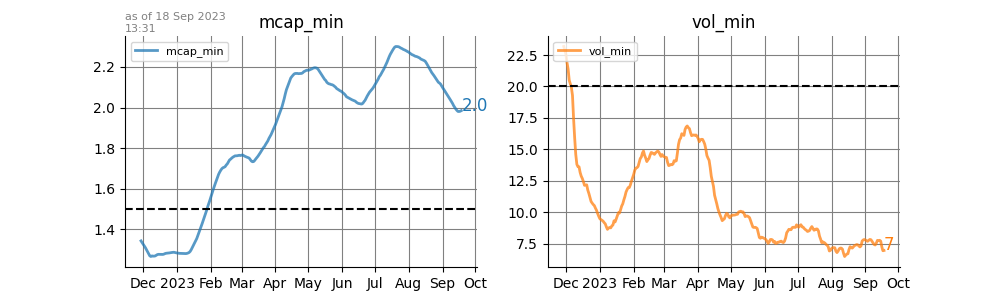 as of 18 Sep 2023
13:31
mcap_min
mcap_min
2.2
2.0
1.8
1.6
1.4
2.0
Dec 2023 Feb Mar Apr May Jun Jul Aug Sep Oct
vol_min
vol_min
22.5
20.0
17.5
15.0
12.5
10.0
7.5
7
Dec 2023 Feb Mar Apr May Jun Jul Aug Sep Oct